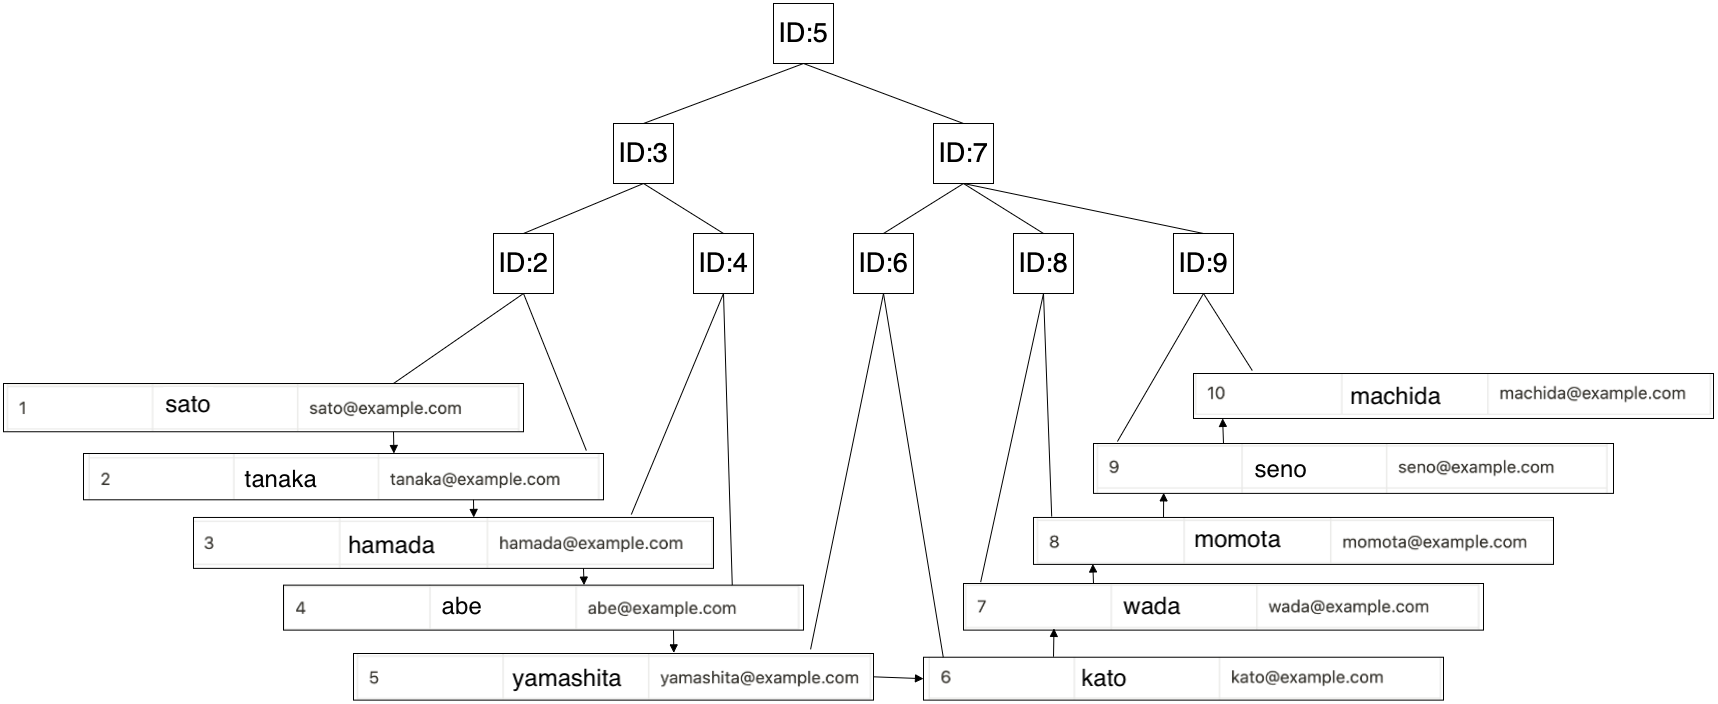 ID:5
ID:3
ID:7
ID:2
ID:4
ID:6
ID:8
ID:9
1 sato sato@example.com
2 tanaka tanaka@example.com
3 hamada hamada@example.com
4 abe abe@example.com
5 yamashita yamashita@example.com
6 kato kato@example.com
7 wada wada@example.com
8 momota momota@example.com
9 seno seno@example.com
10 machida machida@example.com